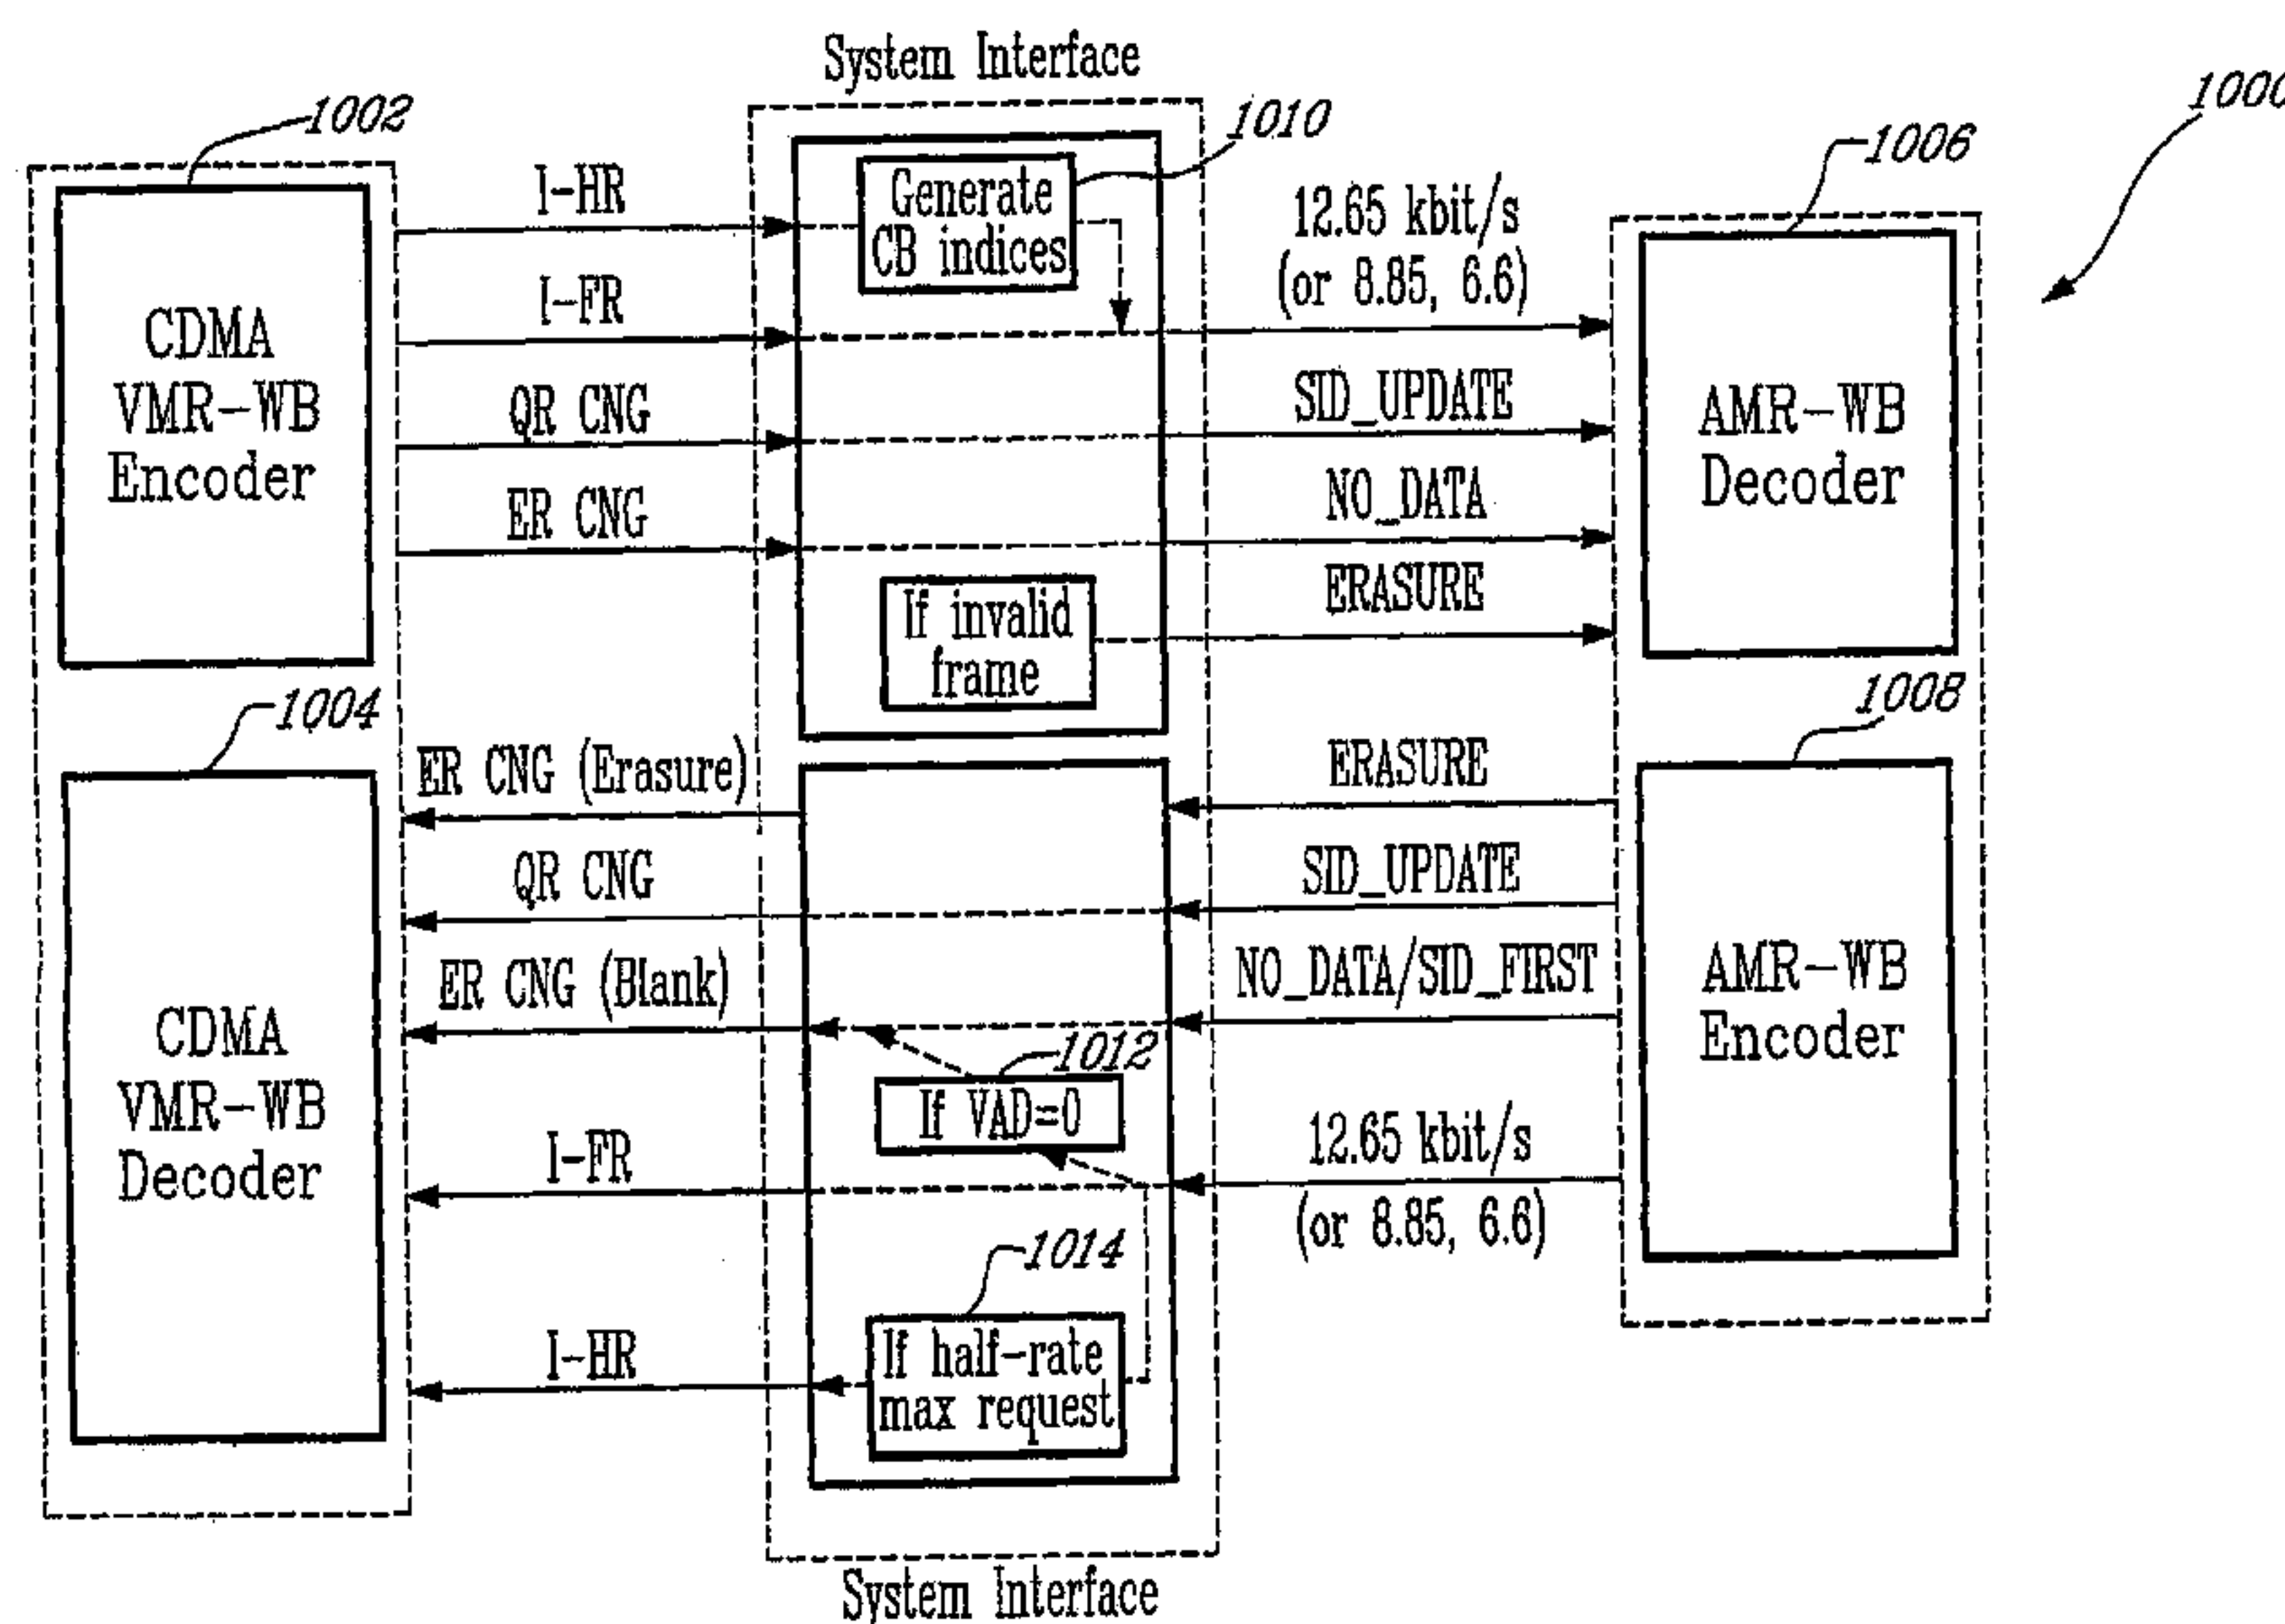 System Interface
1000
1002
1010
1006
I-HR
Generate
CB indices
12.65 kbit/s
(or 8.85, 6.6)
I-FR
CDMA
VMR-WB
Encoder
QR CNG
SID_UPDATE
AMR-WB
Decoder
ER CNG
NO_DATA
If invalid
frame
ERASURE
1004
1008
ER CNG (Erasure)
ERASURE
QR CNG
SID_UPDATE
ER CNG (Blank)
NO_DATA/SID_FIRST
AMR-WB
Encoder
CDMA
VMR-WB
Decoder
1012
If VAD=0
I-FR
12.65 kbit/s
(or 8.85, 6.6)
1014
I-HR
If half-rate
max request
System Interface